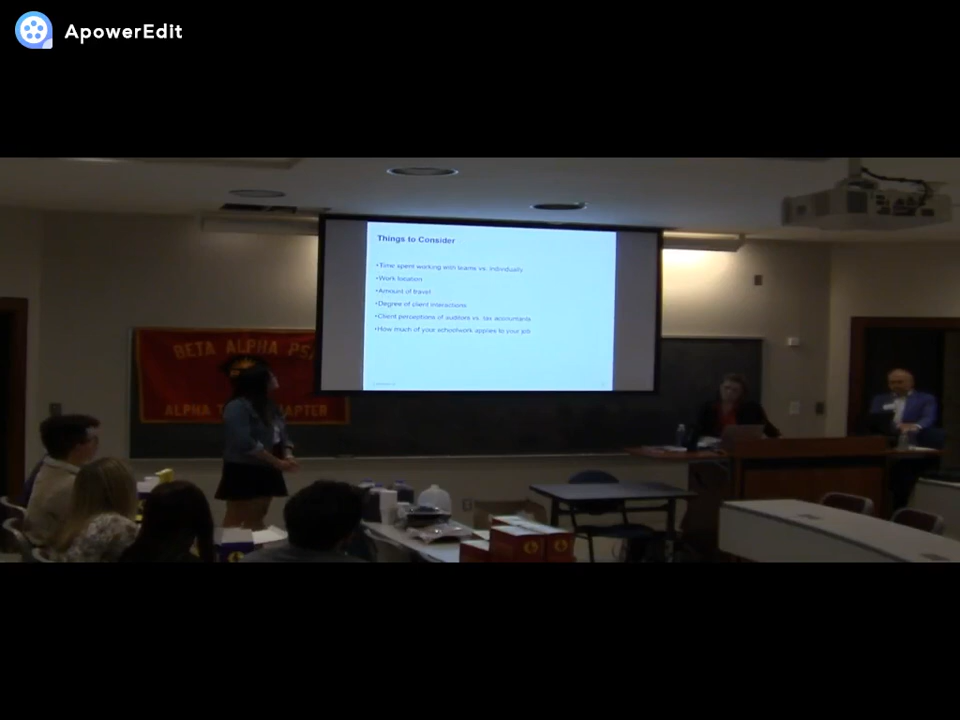 ApowerEdit
Things to Consider
•Time spent working with teams vs. individually
•Work location
•Amount of travel
•Degree of client interactions
•Client perceptions of auditors vs. tax accountants
•How much of your schoolwork applies to your job
BETA ALPHA PS
ALPHA T APTER